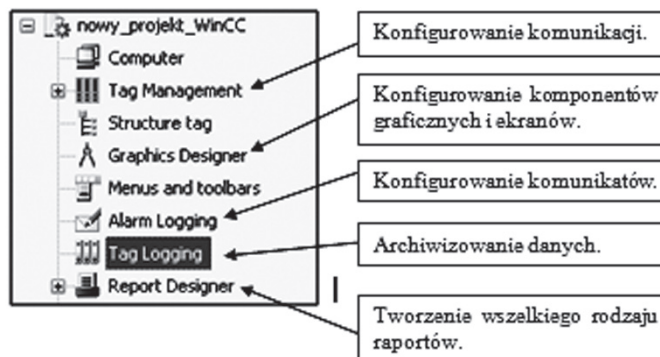 nowy_projekt_WinCC
Computer
Tag Management
Structure tag
Graphics Designer
Menus and toolbars
Alarm Logging
Tag Logging
Report Designer
Konfigurowanie komunikacji.
Konfigurowanie komponentów
graficznych i ekranów.
Konfigurowanie komunikatów.
Archiwizowanie danych.
Tworzenie wszelkiego rodzaju
raportów.